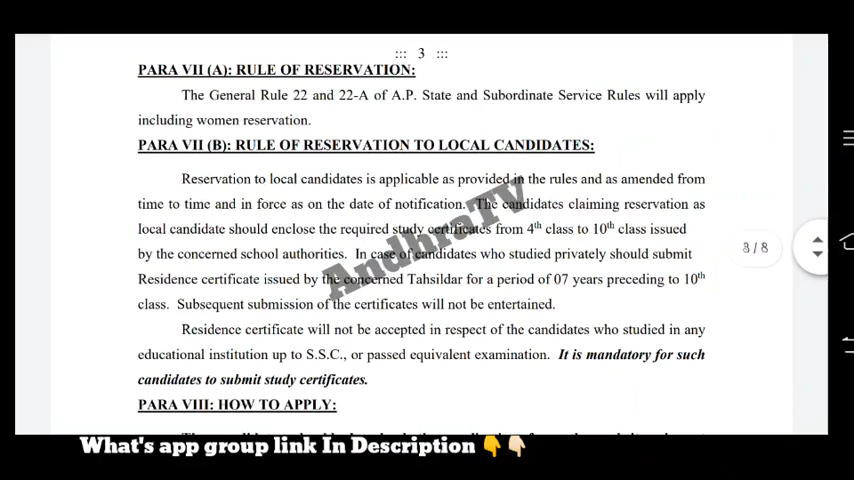 ::: 3 :::
PARA VII (A): RULE OF RESERVATION:
The General Rule 22 and 22-A of A.P. State and Subordinate Service Rules will apply
including women reservation.
PARA VII (B): RULE OF RESERVATION TO LOCAL CANDIDATES:
Reservation to local candidates is applicable as provided in the rules and as amended from
time to time and in force as on the date of notification. The candidates claiming reservation as
local candidate should enclose the required study certificates from 4th class to 10th class issued
by the concerned school authorities. In case of candidates who studied privately should submit
Residence certificate issued by the concerned Tahsildar for a period of 07 years preceding to 10th
class. Subsequent submission of the certificates will not be entertained.
Residence certificate will not be accepted in respect of the candidates who studied in any
educational institution up to S.S.C., or passed equivalent examination. It is mandatory for such
candidates to submit study certificates.
PARA VIII: HOW TO APPLY:
AndhraTV
3/8
What's app group link In Description 👇👇🏻